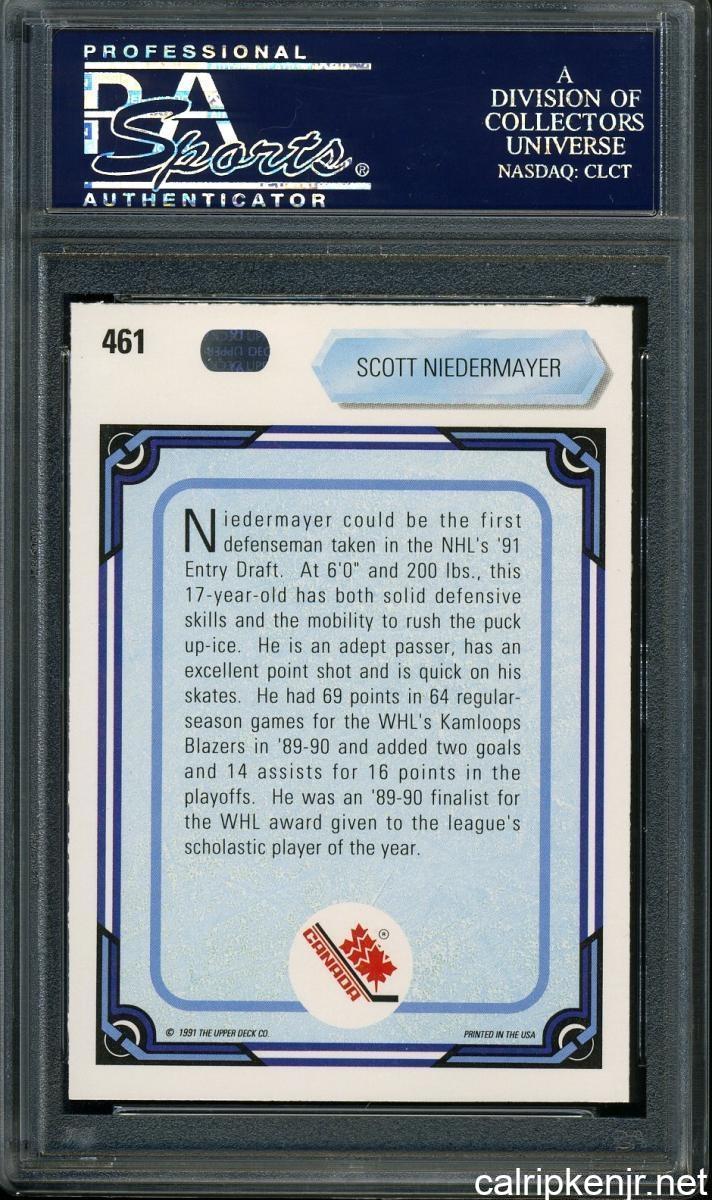 PROFESSIONAL
PSA
Sports®
AUTHENTICATOR
A
DIVISION OF
COLLECTORS
UNIVERSE
NASDAQ: CLCT
461
SCOTT NIEDERMAYER
Niedermayer could be the first
defenseman taken in the NHL's '91
Entry Draft. At 6'0" and 200 lbs., this
17-year-old has both solid defensive
skills and the mobility to rush the puck
up-ice. He is an adept passer, has an
excellent point shot and is quick on his
skates. He had 69 points in 64 regular-
season games for the WHL's Kamloops
Blazers in '89-90 and added two goals
and 14 assists for 16 points in the
playoffs. He was an '89-90 finalist for
the WHL award given to the league's
scholastic player of the year.
CANADA ®
© 1991 THE UPPER DECK CO.
PRINTED IN THE USA
calripkenjr.net